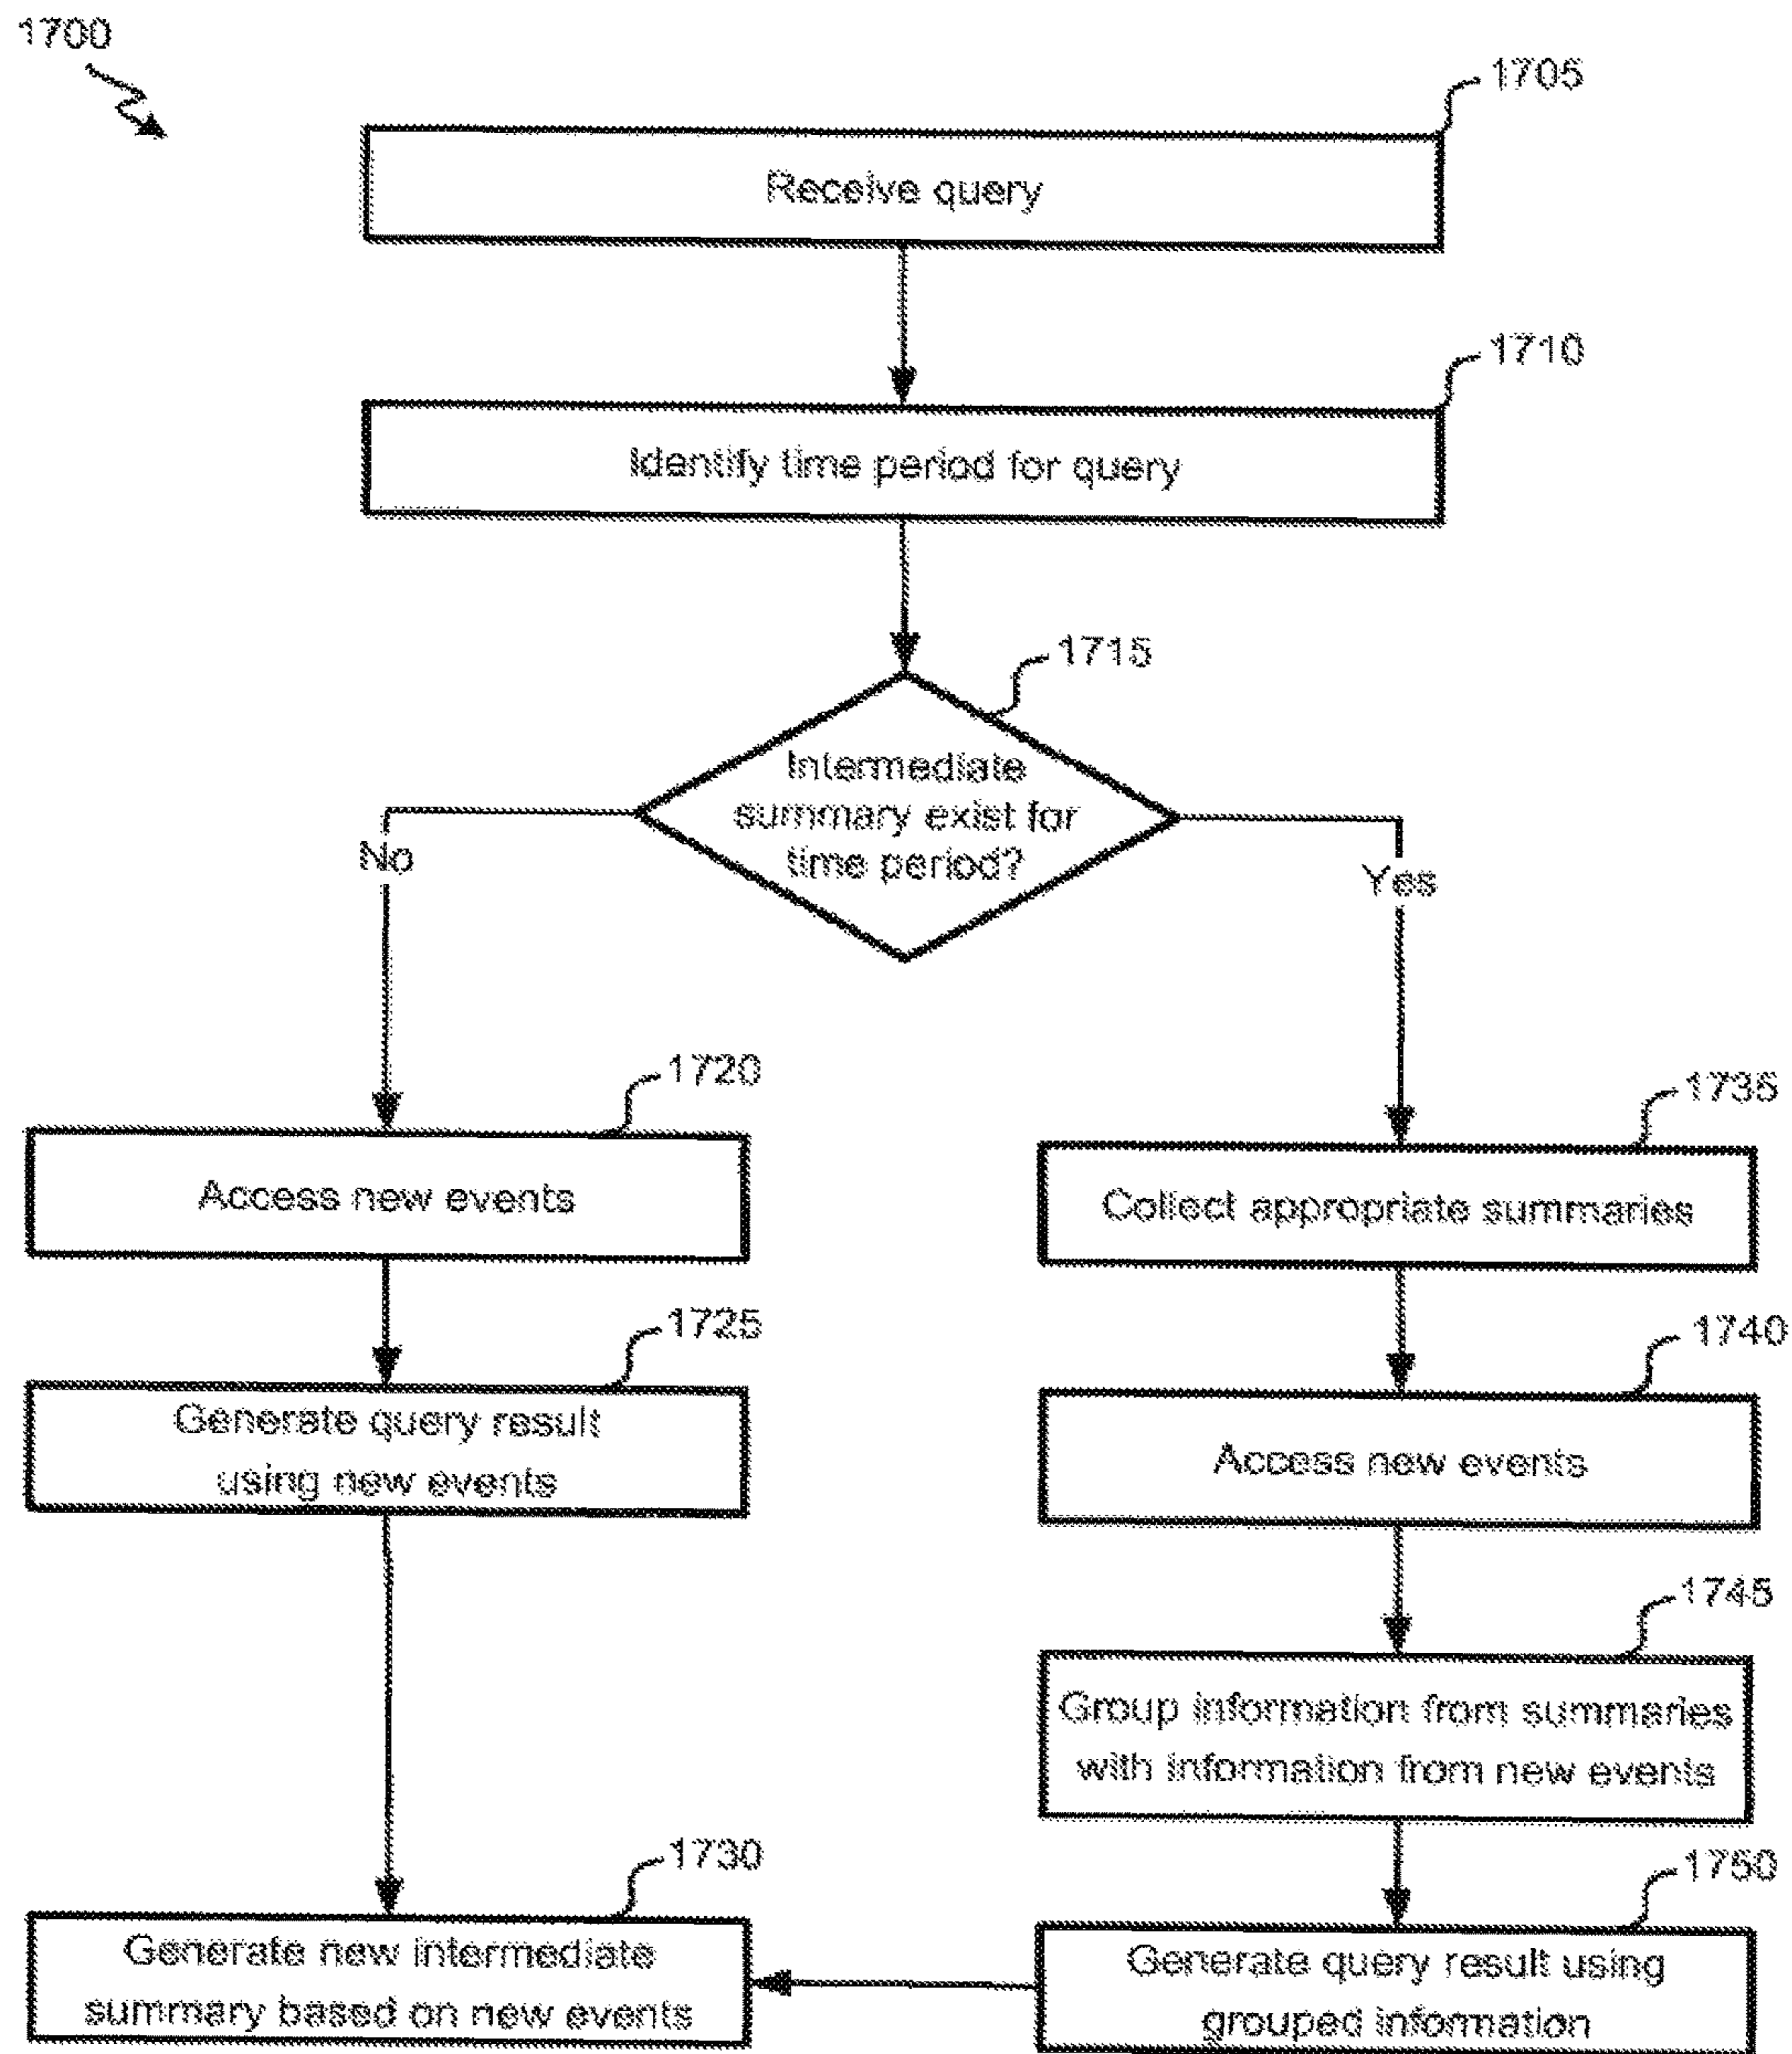 1700
1705
Receive query
1710
Identify time period for query
1715
Intermediate
summary exist for
time period?
No
Yes
1720
Access new events
1735
Collect appropriate summaries
1725
Generate query result
using new events
1740
Access new events
1745
Group information from summaries
with information from new events
1730
Generate new intermediate
summary based on new events
1750
Generate query result using
grouped information